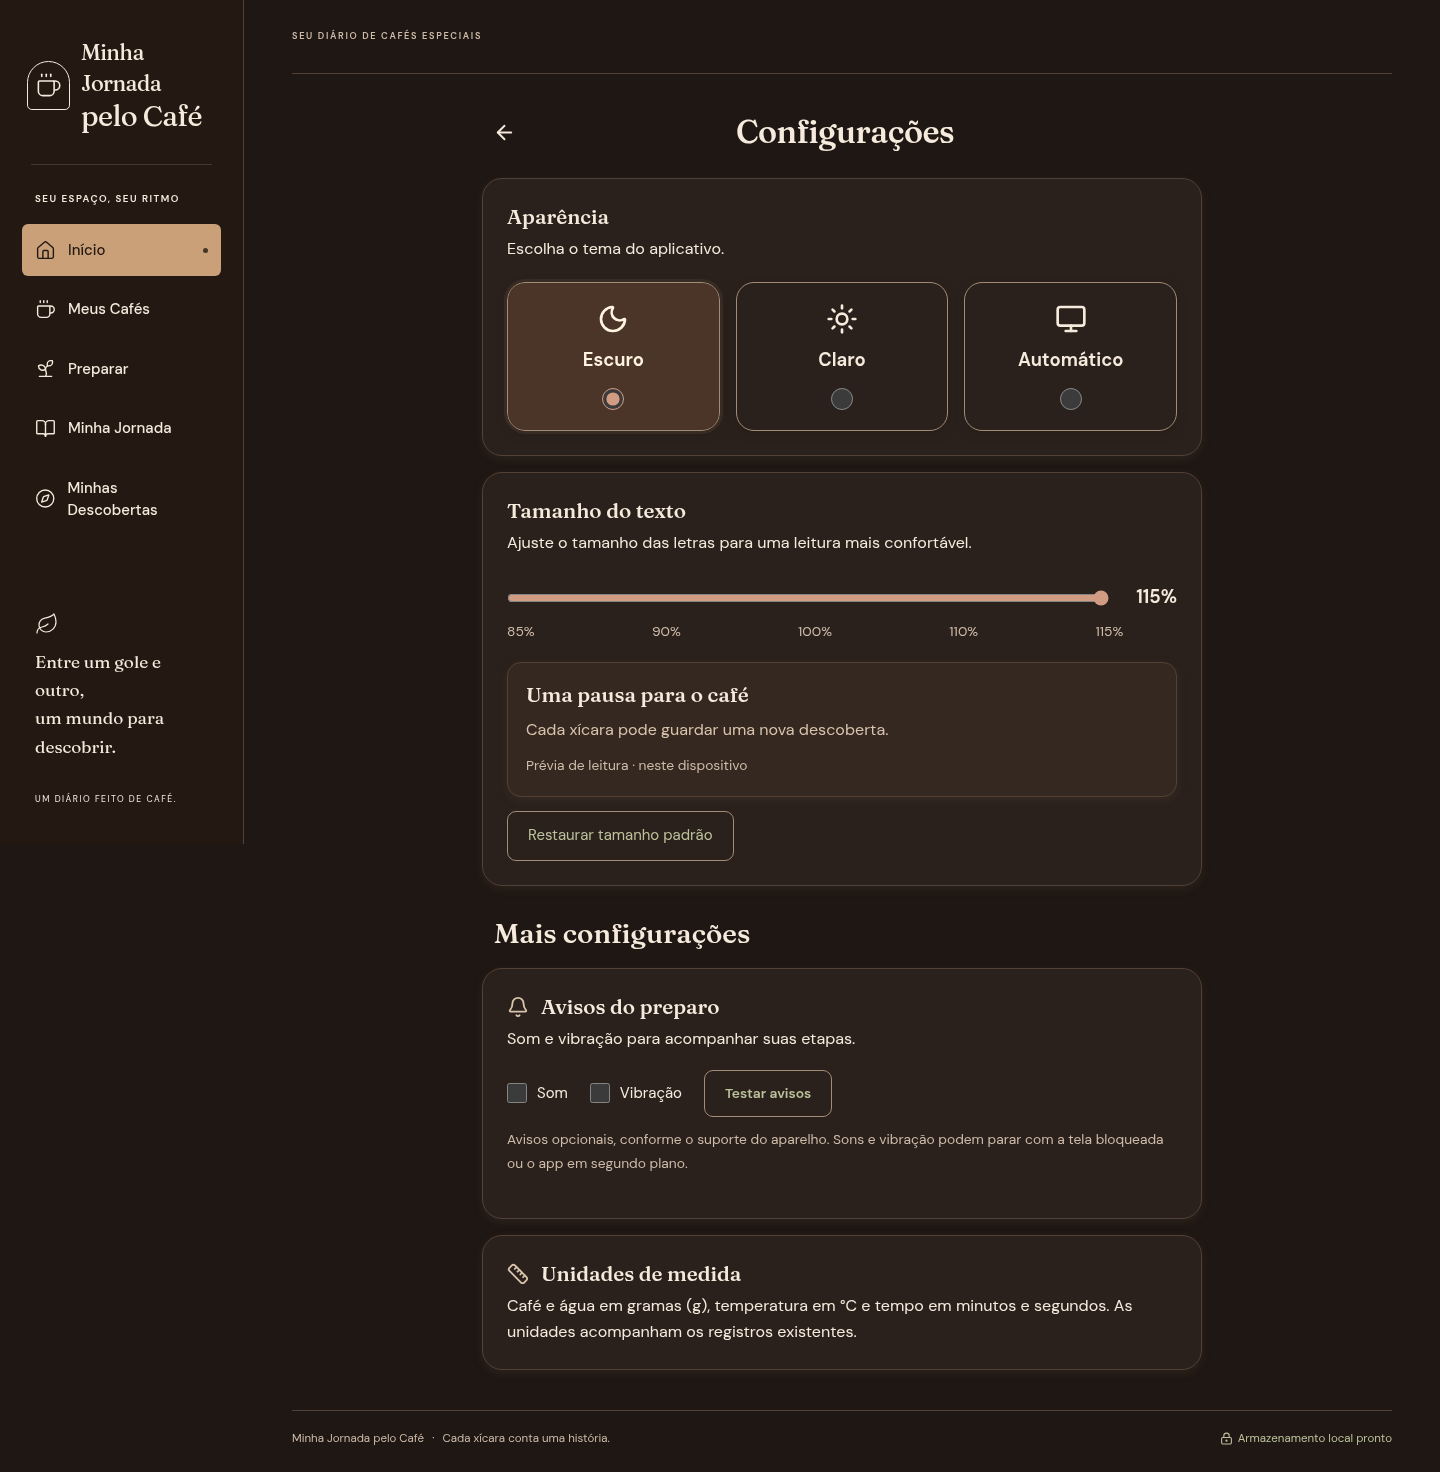 Minha
Jornada
pelo Café
SEU ESPAÇO, SEU RITMO
Início
Meus Cafés
Preparar
Minha Jornada
Minhas
Descobertas
Entre um gole e
outro,
um mundo para
descobrir.
UM DIÁRIO FEITO DE CAFÉ.
SEU DIÁRIO DE CAFÉS ESPECIAIS
Configurações
Aparência
Escolha o tema do aplicativo.
Escuro
Claro
Automático
Tamanho do texto
Ajuste o tamanho das letras para uma leitura mais confortável.
115%
85% 90% 100% 110% 115%
Uma pausa para o café
Cada xícara pode guardar uma nova descoberta.
Prévia de leitura · neste dispositivo
Restaurar tamanho padrão
Mais configurações
Avisos do preparo
Som e vibração para acompanhar suas etapas.
Som Vibração Testar avisos
Avisos opcionais, conforme o suporte do aparelho. Sons e vibração podem parar com a tela bloqueada
ou o app em segundo plano.
Unidades de medida
Café e água em gramas (g), temperatura em °C e tempo em minutos e segundos. As
unidades acompanham os registros existentes.
Minha Jornada pelo Café · Cada xícara conta uma história.
Armazenamento local pronto